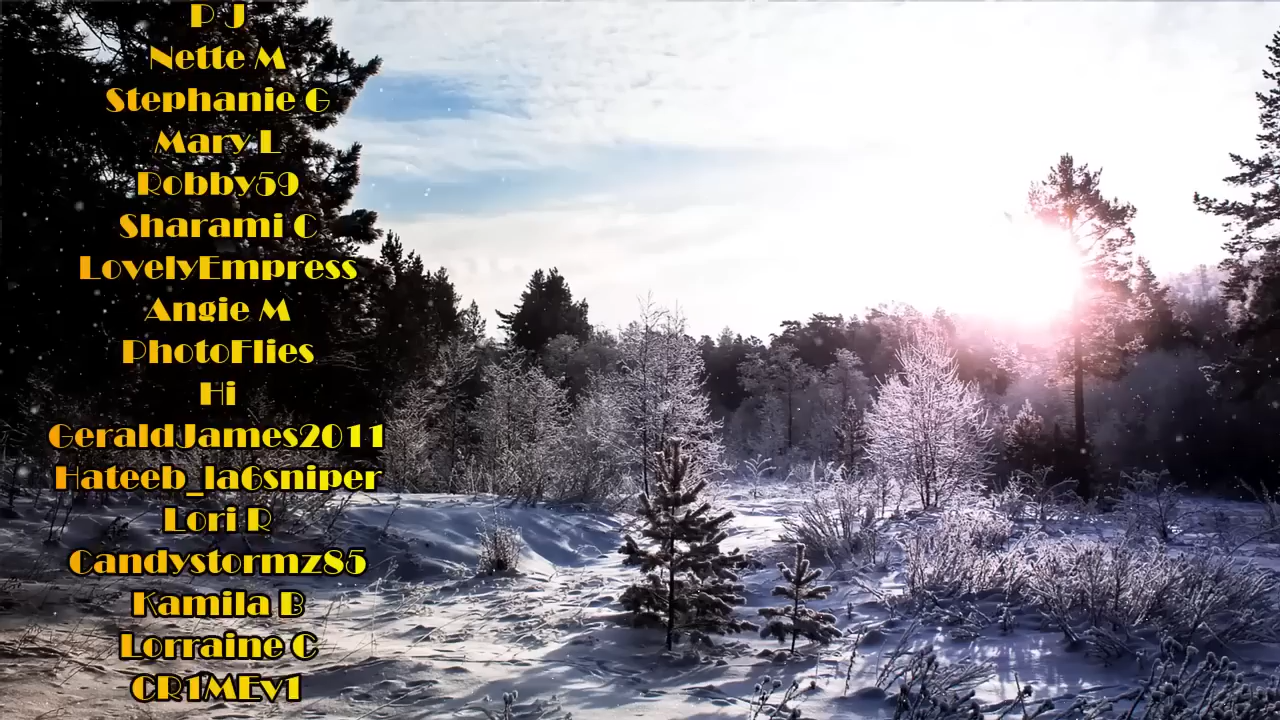 P J
Nette M
Stephanie G
Mary L
Robby59
Sharami C
LovelyEmpress
Angie M
PhotoFlies
Hi
GeraldJames2011
Hateeb_la6sniper
Lori R
Candystormz85
Kamila B
Lorraine C
CR1MEv1